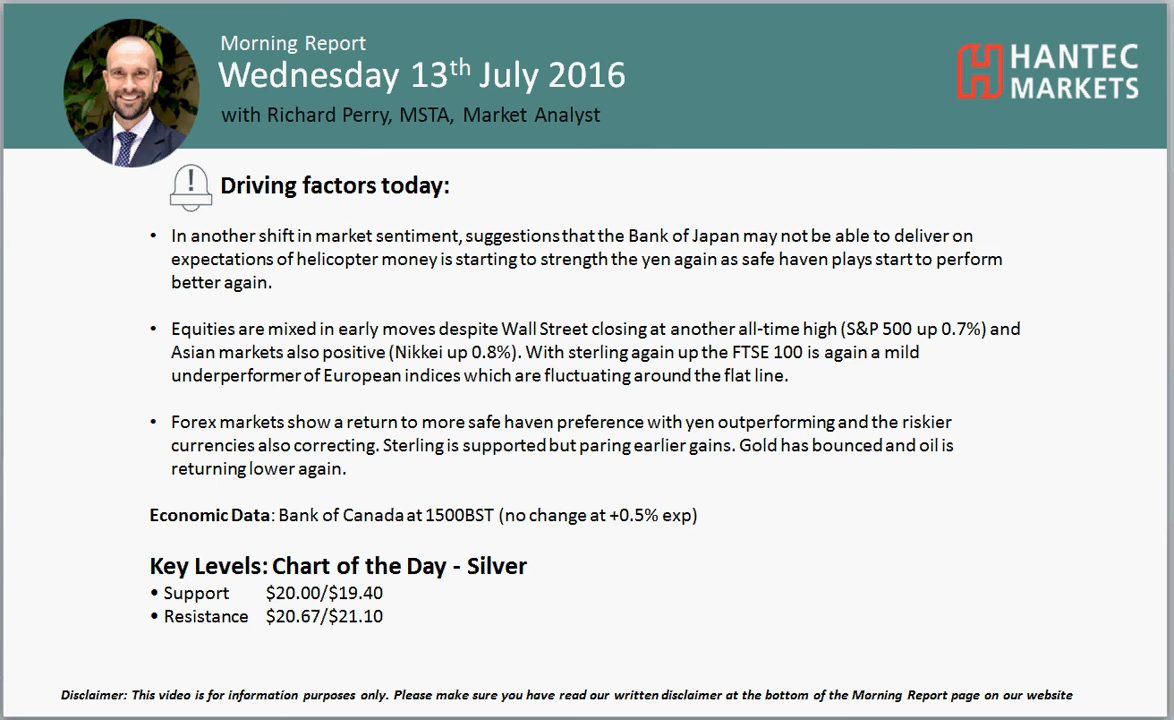 Morning Report
Wednesday 13th July 2016
with Richard Perry, MSTA, Market Analyst
HANTEC
MARKETS
!
Driving factors today:
• In another shift in market sentiment, suggestions that the Bank of Japan may not be able to deliver on
expectations of helicopter money is starting to strength the yen again as safe haven plays start to perform
better again.
• Equities are mixed in early moves despite Wall Street closing at another all-time high (S&P 500 up 0.7%) and
Asian markets also positive (Nikkei up 0.8%). With sterling again up the FTSE 100 is again a mild
underperformer of European indices which are fluctuating around the flat line.
• Forex markets show a return to more safe haven preference with yen outperforming and the riskier
currencies also correcting. Sterling is supported but paring earlier gains. Gold has bounced and oil is
returning lower again.
Economic Data: Bank of Canada at 1500BST (no change at +0.5% exp)
Key Levels: Chart of the Day - Silver
• Support $20.00/$19.40
• Resistance $20.67/$21.10
Disclaimer: This video is for information purposes only. Please make sure you have read our written disclaimer at the bottom of the Morning Report page on our website